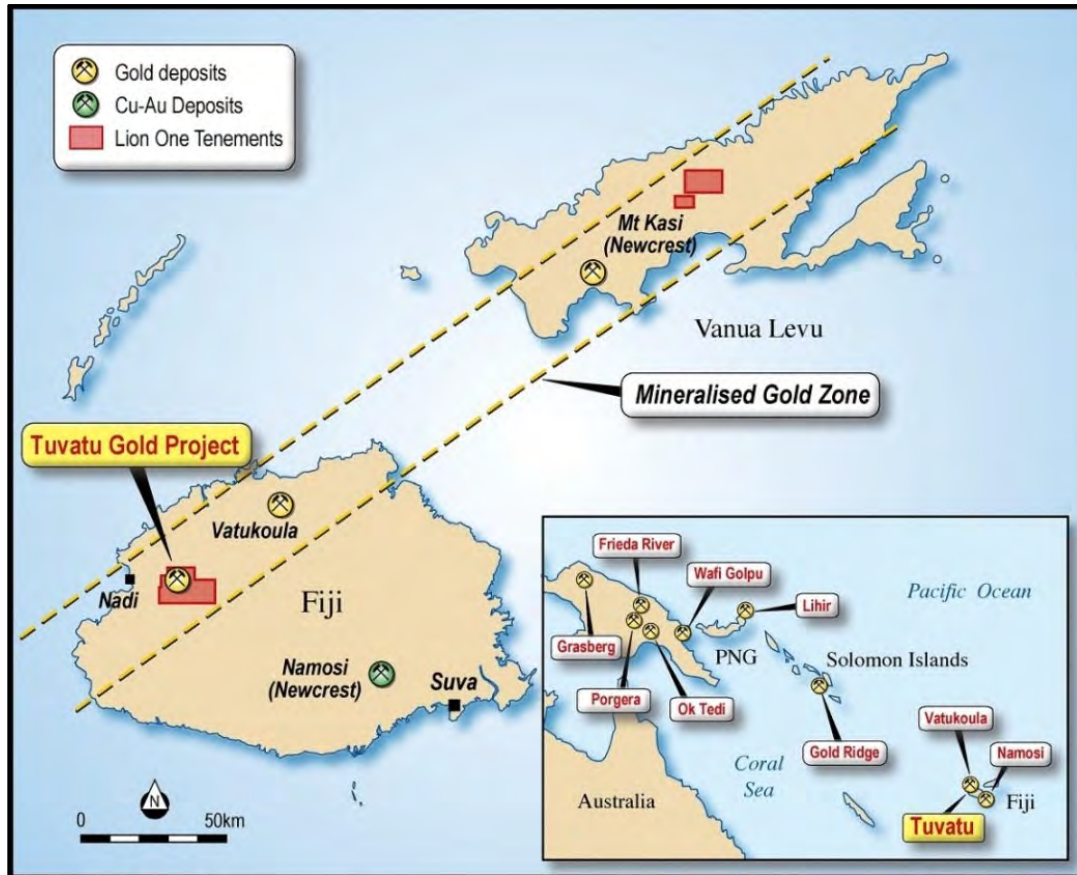 Gold deposits
Cu-Au Deposits
Lion One Tenements
Mt Kasi
(Newcrest)
Vanua Levu
Mineralised Gold Zone
Tuvatu Gold Project
Vatukoula
Nadi
Fiji
Namosi
(Newcrest)
Suva
N
0 50km
Frieda River
Wafi Golpu
Pacific Ocean
Lihir
Grasberg
PNG
Solomon Islands
Porgera
Ok Tedi
Gold Ridge
Vatukoula
Namosi
Coral
Sea
Australia
Fiji
Tuvatu